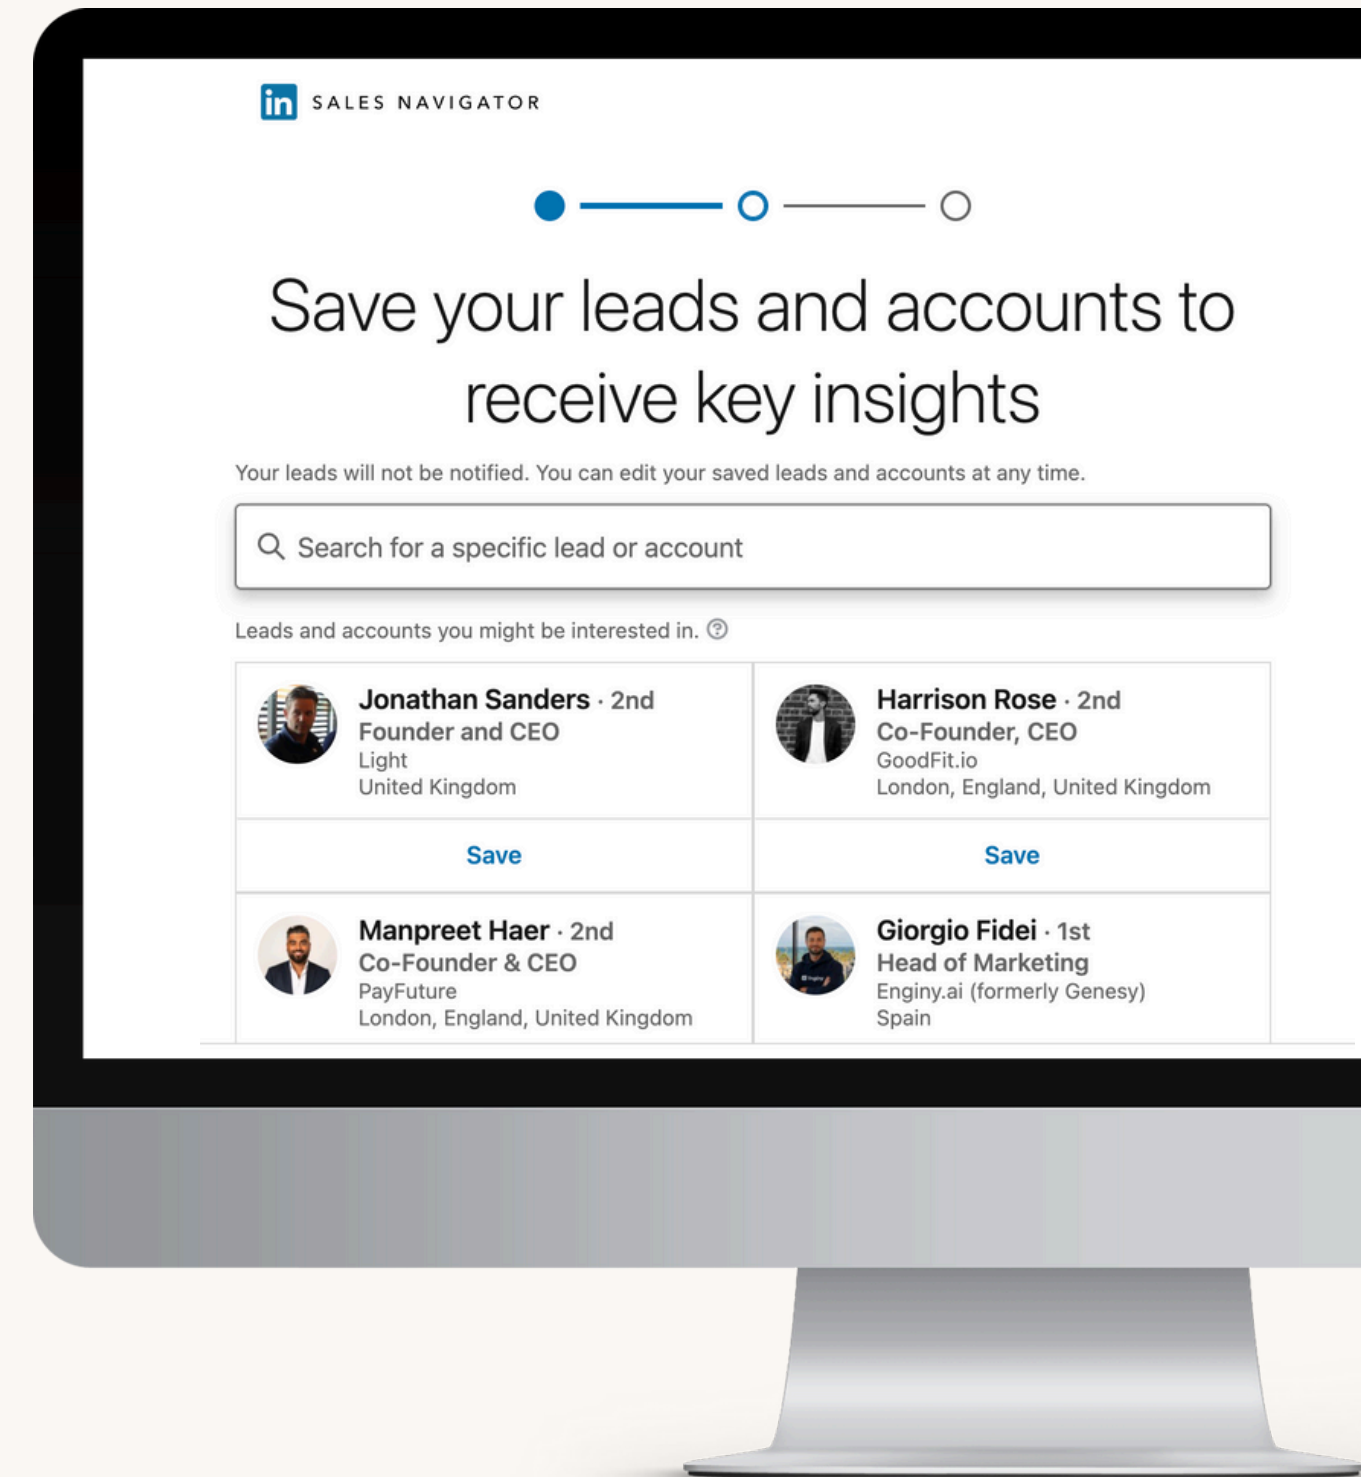 in SALES NAVIGATOR
Save your leads and accounts to
receive key insights
Your leads will not be notified. You can edit your saved leads and accounts at any time.
Search for a specific lead or account
Leads and accounts you might be interested in. ?
Jonathan Sanders · 2nd
Founder and CEO
Light
United Kingdom
Save
Harrison Rose · 2nd
Co-Founder, CEO
GoodFit.io
London, England, United Kingdom
Save
Manpreet Haer · 2nd
Co-Founder & CEO
PayFuture
London, England, United Kingdom
Giorgio Fidei · 1st
Head of Marketing
Enginy.ai (formerly Genesy)
Spain